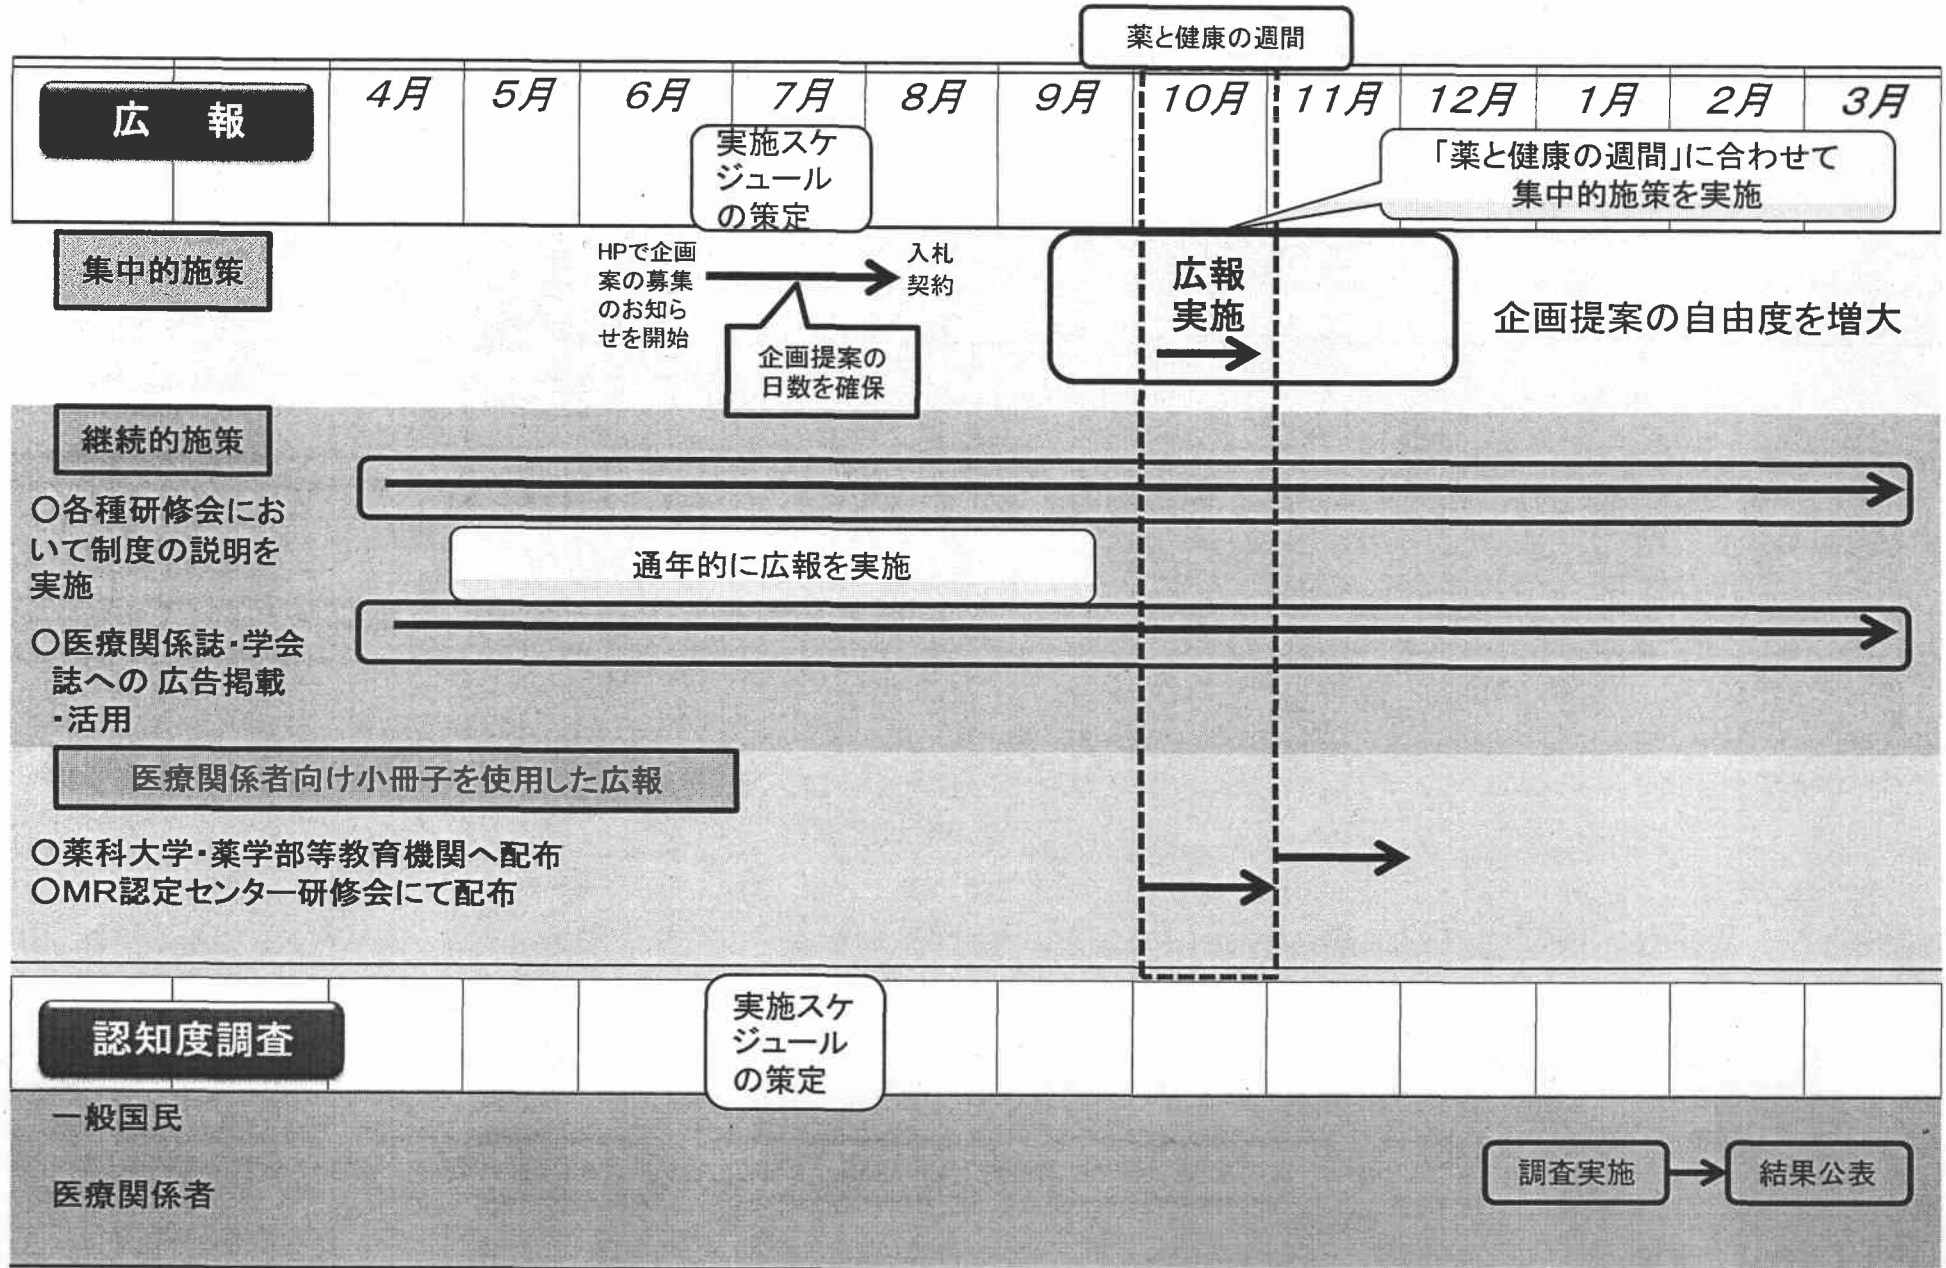 薬と健康の週間
広 報
4月 5月 6月 7月 8月 9月 10月 11月 12月 1月 2月 3月
実施スケ
ジュール
の策定
「薬と健康の週間」に合わせて
集中的施策を実施
集中的施策
HPで企画
案の募集
のお知ら
せを開始
入札
契約
企画提案の
日数を確保
広報
実施
企画提案の自由度を増大
継続的施策
○各種研修会にお
いて制度の説明を
実施
通年的に広報を実施
○医療関係誌・学会
誌への 広告掲載
・活用
医療関係者向け小冊子を使用した広報
○薬科大学・薬学部等教育機関へ配布
○MR認定センター研修会にて配布
認知度調査
実施スケ
ジュール
の策定
一般国民
医療関係者
調査実施
結果公表